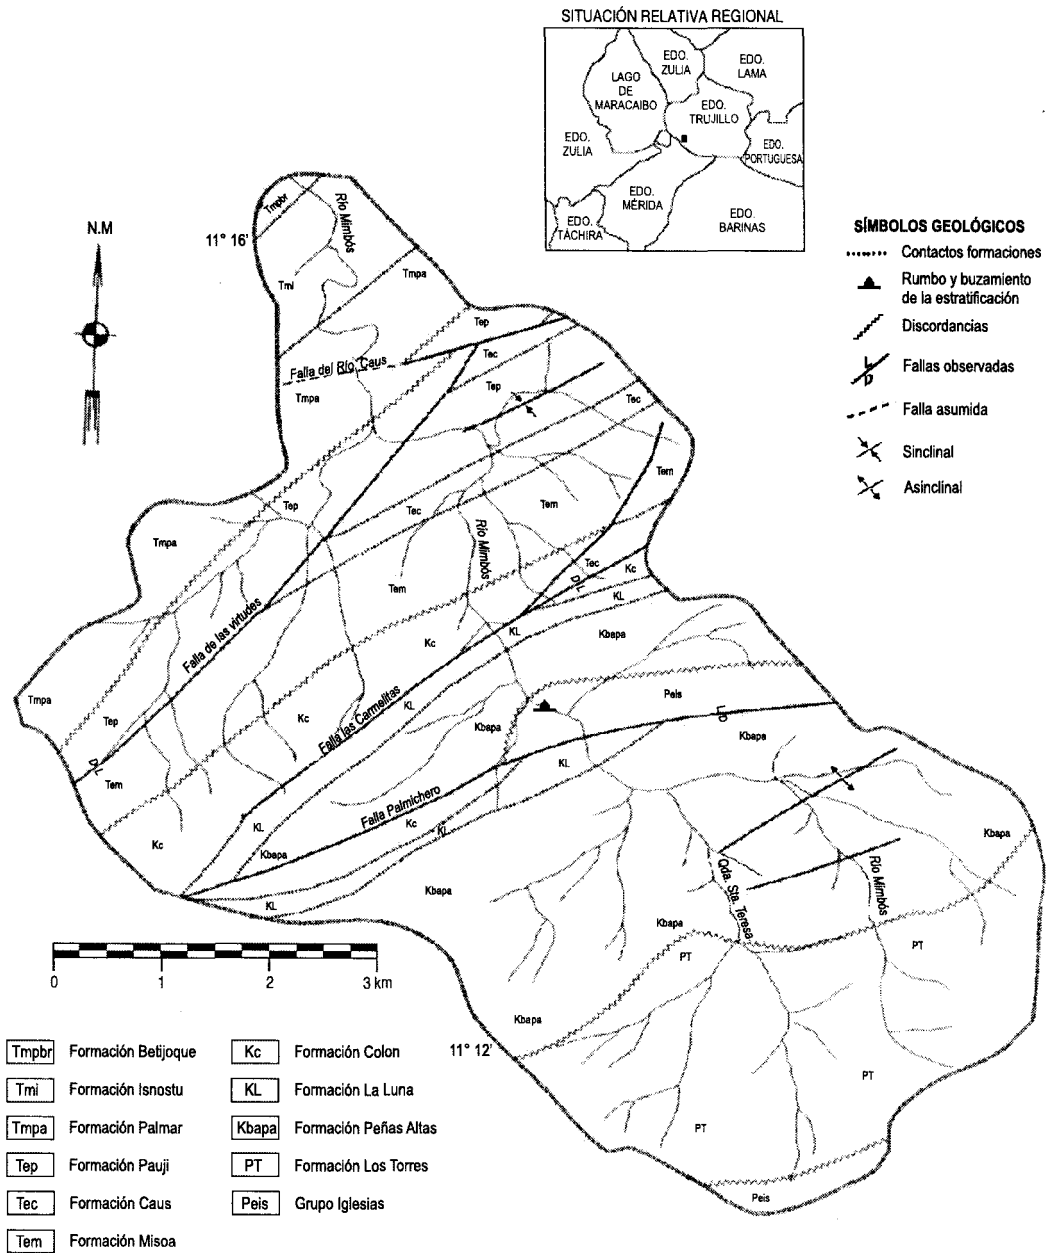 SITUACIÓN RELATIVA REGIONAL
EDO.
ZULIA
EDO.
LAMA
LAGO
DE
MARACAIBO
EDO.
TRUJILLO
EDO.
ZULIA
EDO.
PORTUGUESA
EDO.
MÉRIDA
EDO.
TÁCHIRA
EDO.
BARINAS
N.M
SÍMBOLOS GEOLÓGICOS
Contactos formaciones
Rumbo y buzamiento
de la estratificación
Discordancias
L
D
Fallas observadas
Falla asumida
Sinclinal
Asinclinal
Tmpbr
Río Mimbós
11° 16'
Tmi
Tmpa
Tep
Falla del Río Caus
Tec
Tmpa
Tep
Tec
Tem
Tep
Tec
Tem
Tmpa
Río Mimbós
Tem
Tec
Kc
D L
KL
Falla de las virtudes
KL
Kbapa
Kc
Tmpa
Falla las Carmelitas
KL
Peis
Tep
Kc
Kbapa
L D
Kbapa
D L
Tem
KL
Falla Palmichero
Kc
KL
Kc
KL
Kbapa
Kbapa
Kbapa
KL
Qda. Sta. Teresa
Río Mimbós
Kbapa
PT
PT
Kbapa
PT
PT
Peis
0 1 2 3 km
11° 12'
Tmpbr Formación Betijoque
Tmi Formación Isnostu
Tmpa Formación Palmar
Tep Formación Pauji
Tec Formación Caus
Tem Formación Misoa
Kc Formación Colon
KL Formación La Luna
Kbapa Formación Peñas Altas
PT Formación Los Torres
Peis Grupo Iglesias